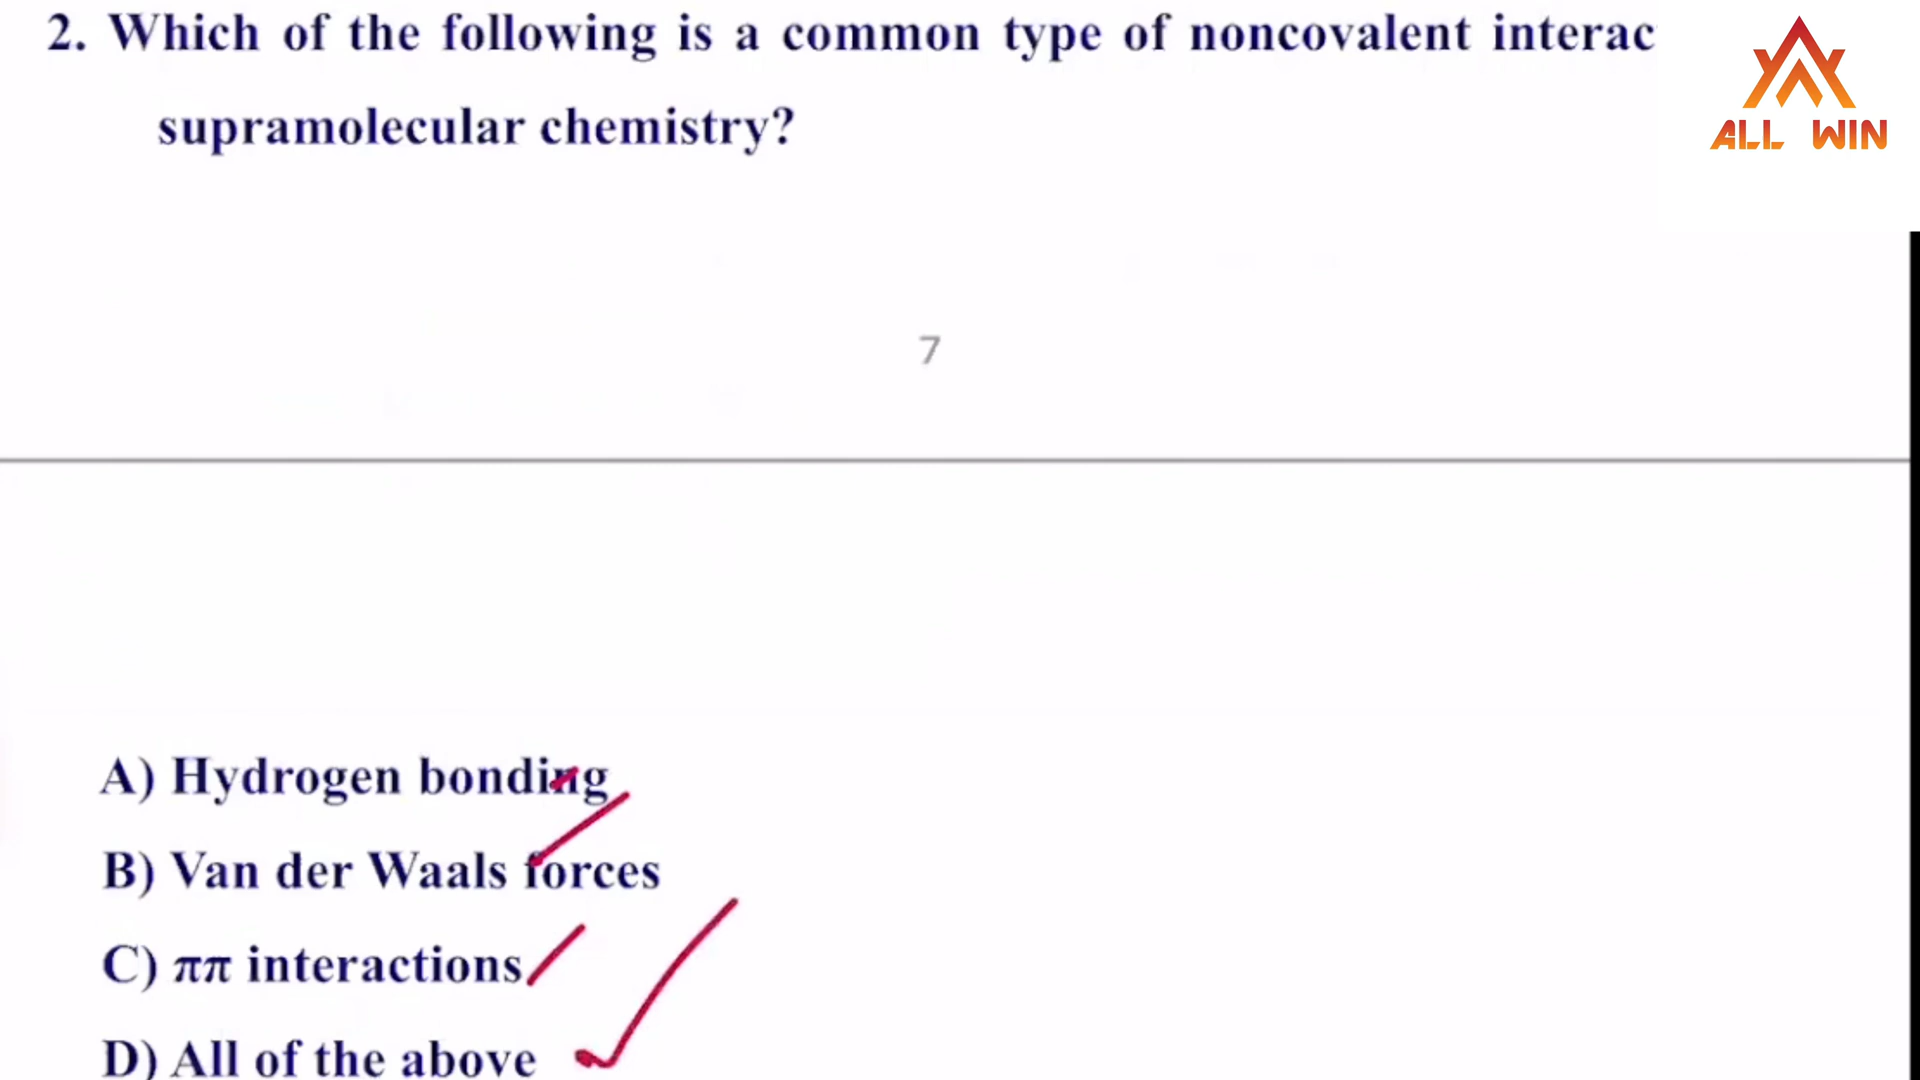 2. Which of the following is a common type of noncovalent interac
supramolecular chemistry?
ALL WIN
7
A) Hydrogen bonding
B) Van der Waals forces
C) ππ interactions
D) All of the above